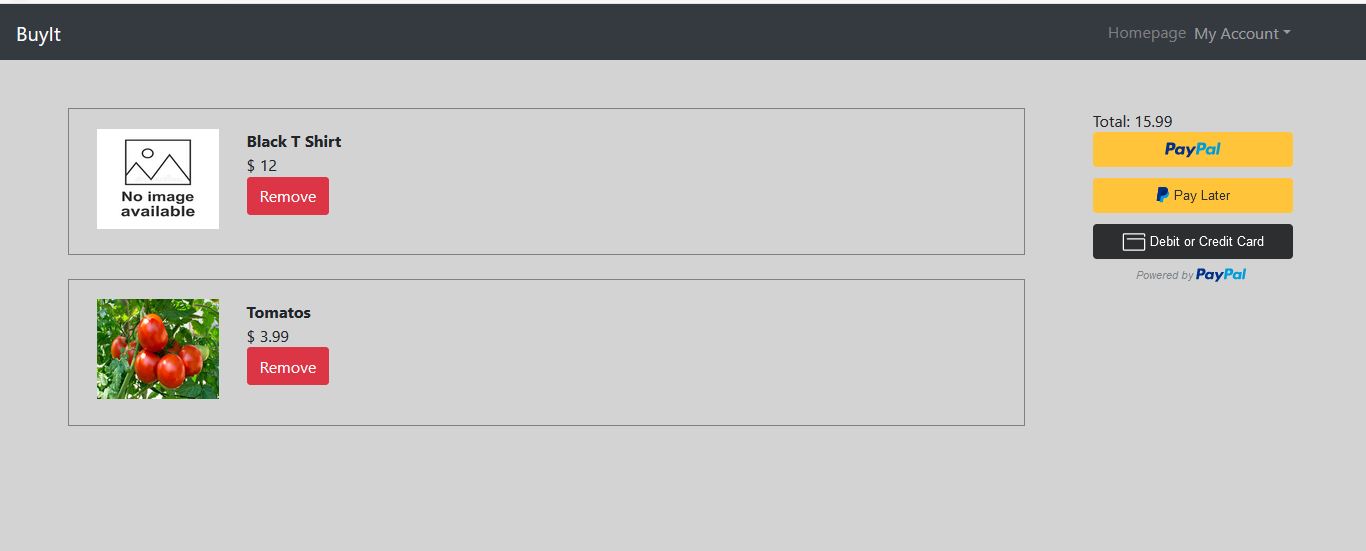 BuyIt
Homepage My Account
No image
available
Black T Shirt
$ 12
Remove
Tomatos
$ 3.99
Remove
Total: 15.99
PayPal
Pay Later
Debit or Credit Card
Powered by PayPal